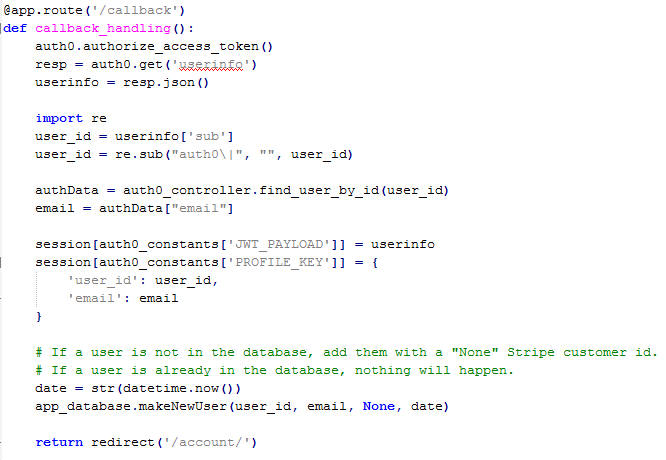 @app.route('/callback')
def callback_handling():
    auth0.authorize_access_token()
    resp = auth0.get('userinfo')
    userinfo = resp.json()

    import re
    user_id = userinfo['sub']
    user_id = re.sub("auth0\|", "", user_id)

    authData = auth0_controller.find_user_by_id(user_id)
    email = authData["email"]

    session[auth0_constants['JWT_PAYLOAD']] = userinfo
    session[auth0_constants['PROFILE_KEY']] = {
        'user_id': user_id,
        'email': email
    }

    # If a user is not in the database, add them with a "None" Stripe customer id.
    # If a user is already in the database, nothing will happen.
    date = str(datetime.now())
    app_database.makeNewUser(user_id, email, None, date)

    return redirect('/account/')